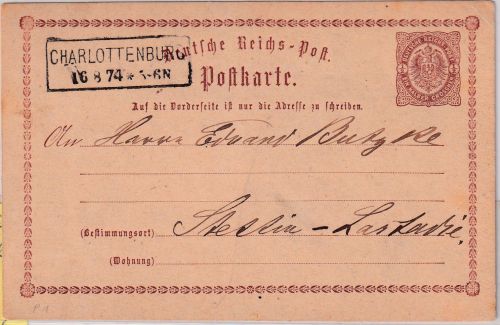 CHARLOTTENBURG
16 8 74 * 5-6N
Deutsche Reichs-Post.
Postkarte.
Auf die Vorderseite ist nur die Adresse zu schreiben.
An Herrn Eduard
(Bestimmungsort) Stettin - Lastadie.
(Wohnung)